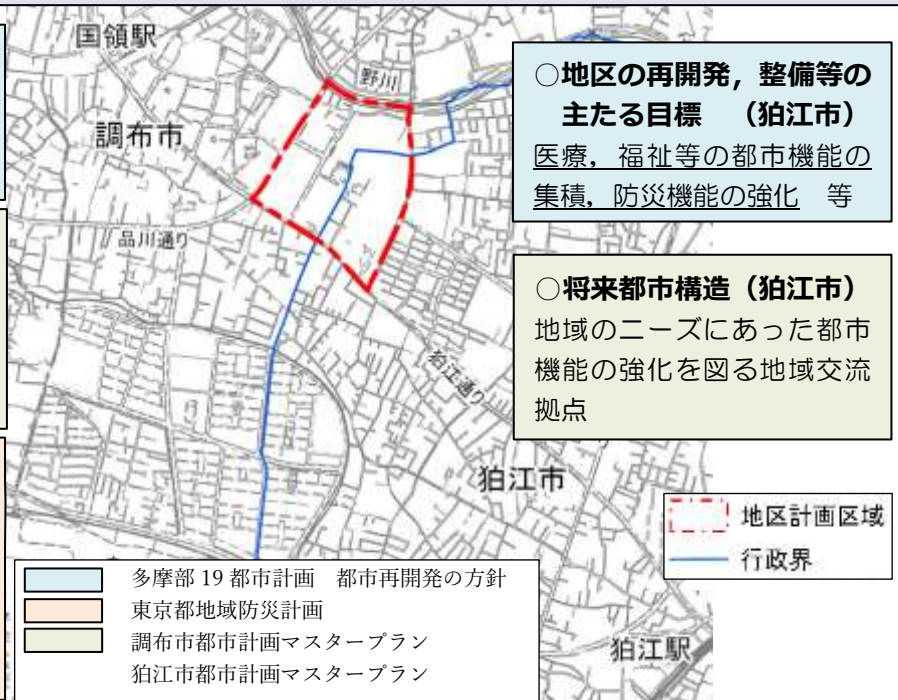 国領駅
野川
調布市
品川通り
狛江通り
狛江市
狛江駅
○地区の再開発，整備等の
主たる目標　（狛江市）
医療，福祉等の都市機能の
集積，防災機能の強化　等
○将来都市構造（狛江市）
地域のニーズにあった都市
機能の強化を図る地域交流
拠点
地区計画区域
行政界
多摩部 19 都市計画　都市再開発の方針
東京都地域防災計画
調布市都市計画マスタープラン
狛江市都市計画マスタープラン